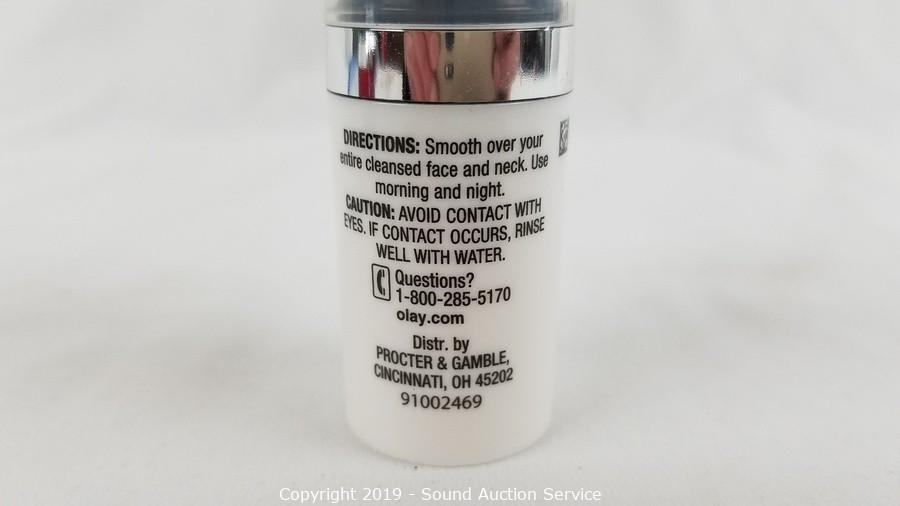 DIRECTIONS: Smooth over your
entire cleansed face and neck. Use
morning and night.
CAUTION: AVOID CONTACT WITH
EYES. IF CONTACT OCCURS, RINSE
WELL WITH WATER.
Questions?
1-800-285-5170
olay.com
Distr. by
PROCTER & GAMBLE,
CINCINNATI, OH 45202
91002469
Copyright 2019 - Sound Auction Service